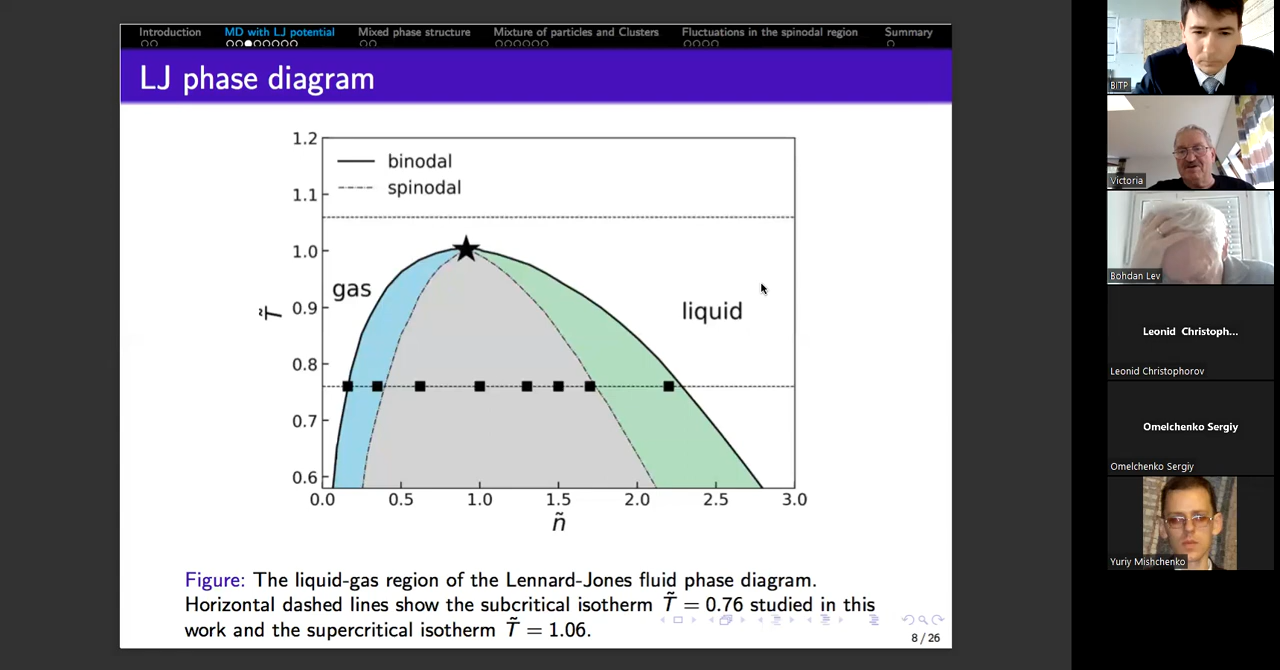 Introduction MD with LJ potential Mixed phase structure Mixture of particles and Clusters Fluctuations in the spinodal region Summary
LJ phase diagram
1.2
binodal
spinodal
1.1
1.0
gas
0.9
T̃
liquid
0.8
0.7
0.6
0.0 0.5 1.0 1.5 2.0 2.5 3.0
ñ
Figure: The liquid-gas region of the Lennard-Jones fluid phase diagram.
Horizontal dashed lines show the subcritical isotherm T̃ = 0.76 studied in this
work and the supercritical isotherm T̃ = 1.06.
8 / 26
BITP
Victoria
Bohdan Lev
Leonid Christoph...
Leonid Christophorov
Omelchenko Sergiy
Omelchenko Sergiy
Yuriy Mishchenko